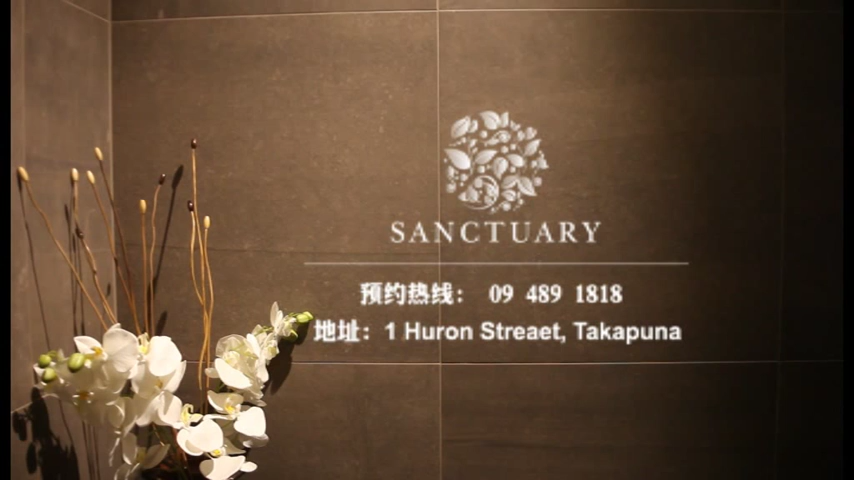 SANCTUARY
预约热线： 09 489 1818
地址：1 Huron Streaet, Takapuna